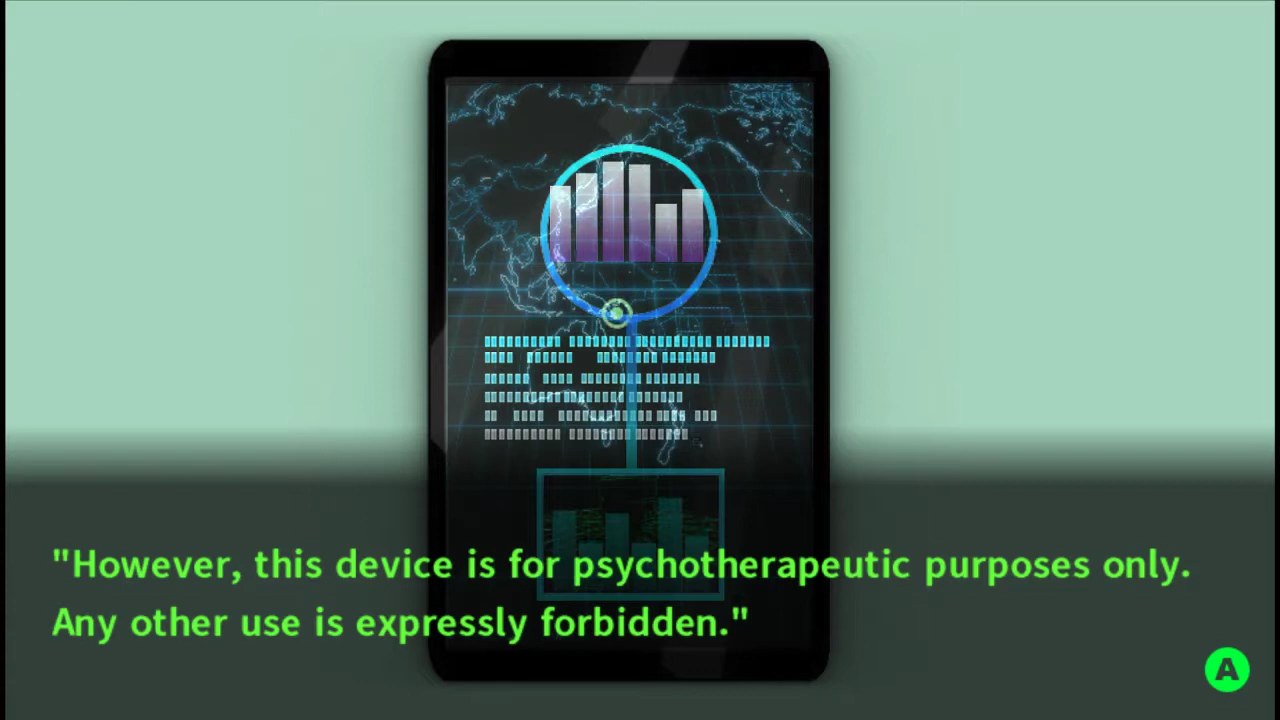 "However, this device is for psychotherapeutic purposes only.
Any other use is expressly forbidden."
A